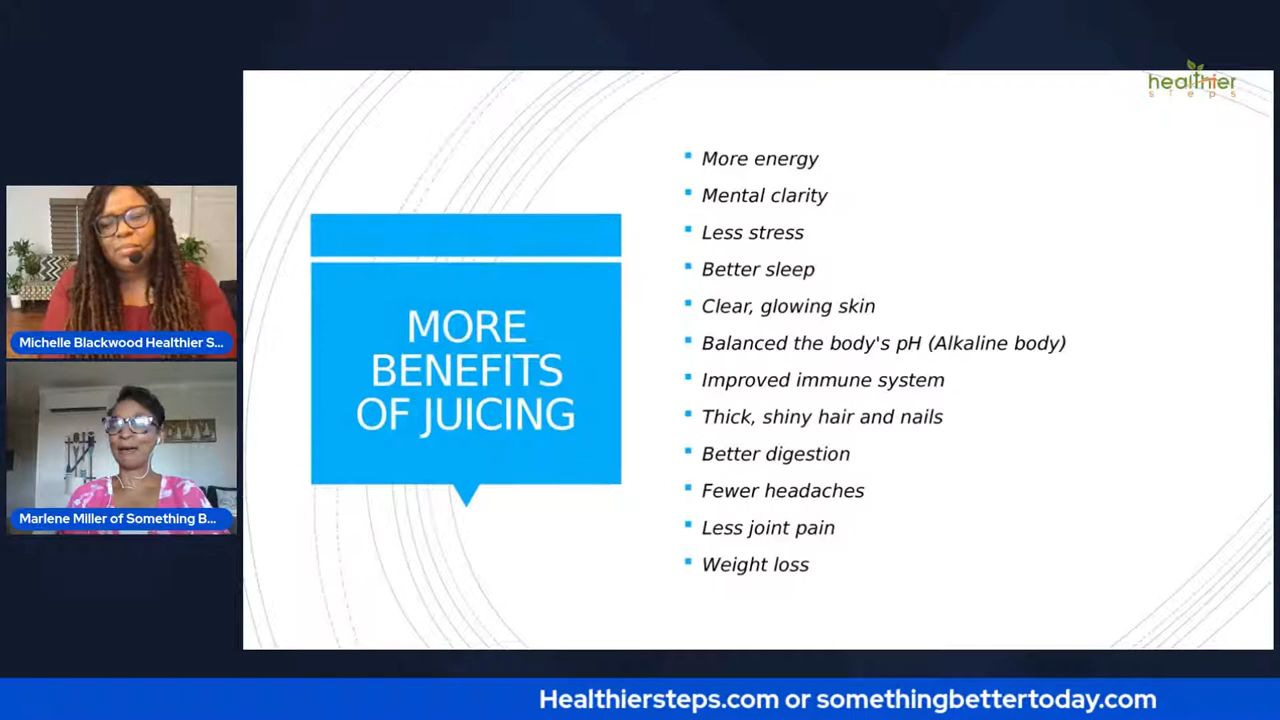 healthier
steps
More energy
Mental clarity
Less stress
Better sleep
Clear, glowing skin
Balanced the body's pH (Alkaline body)
Improved immune system
Thick, shiny hair and nails
Better digestion
Fewer headaches
Less joint pain
Weight loss
MORE
BENEFITS
OF JUICING
Michelle Blackwood Healthier S...
Marlene Miller of Something B...
Healthiersteps.com or somethingbettertoday.com